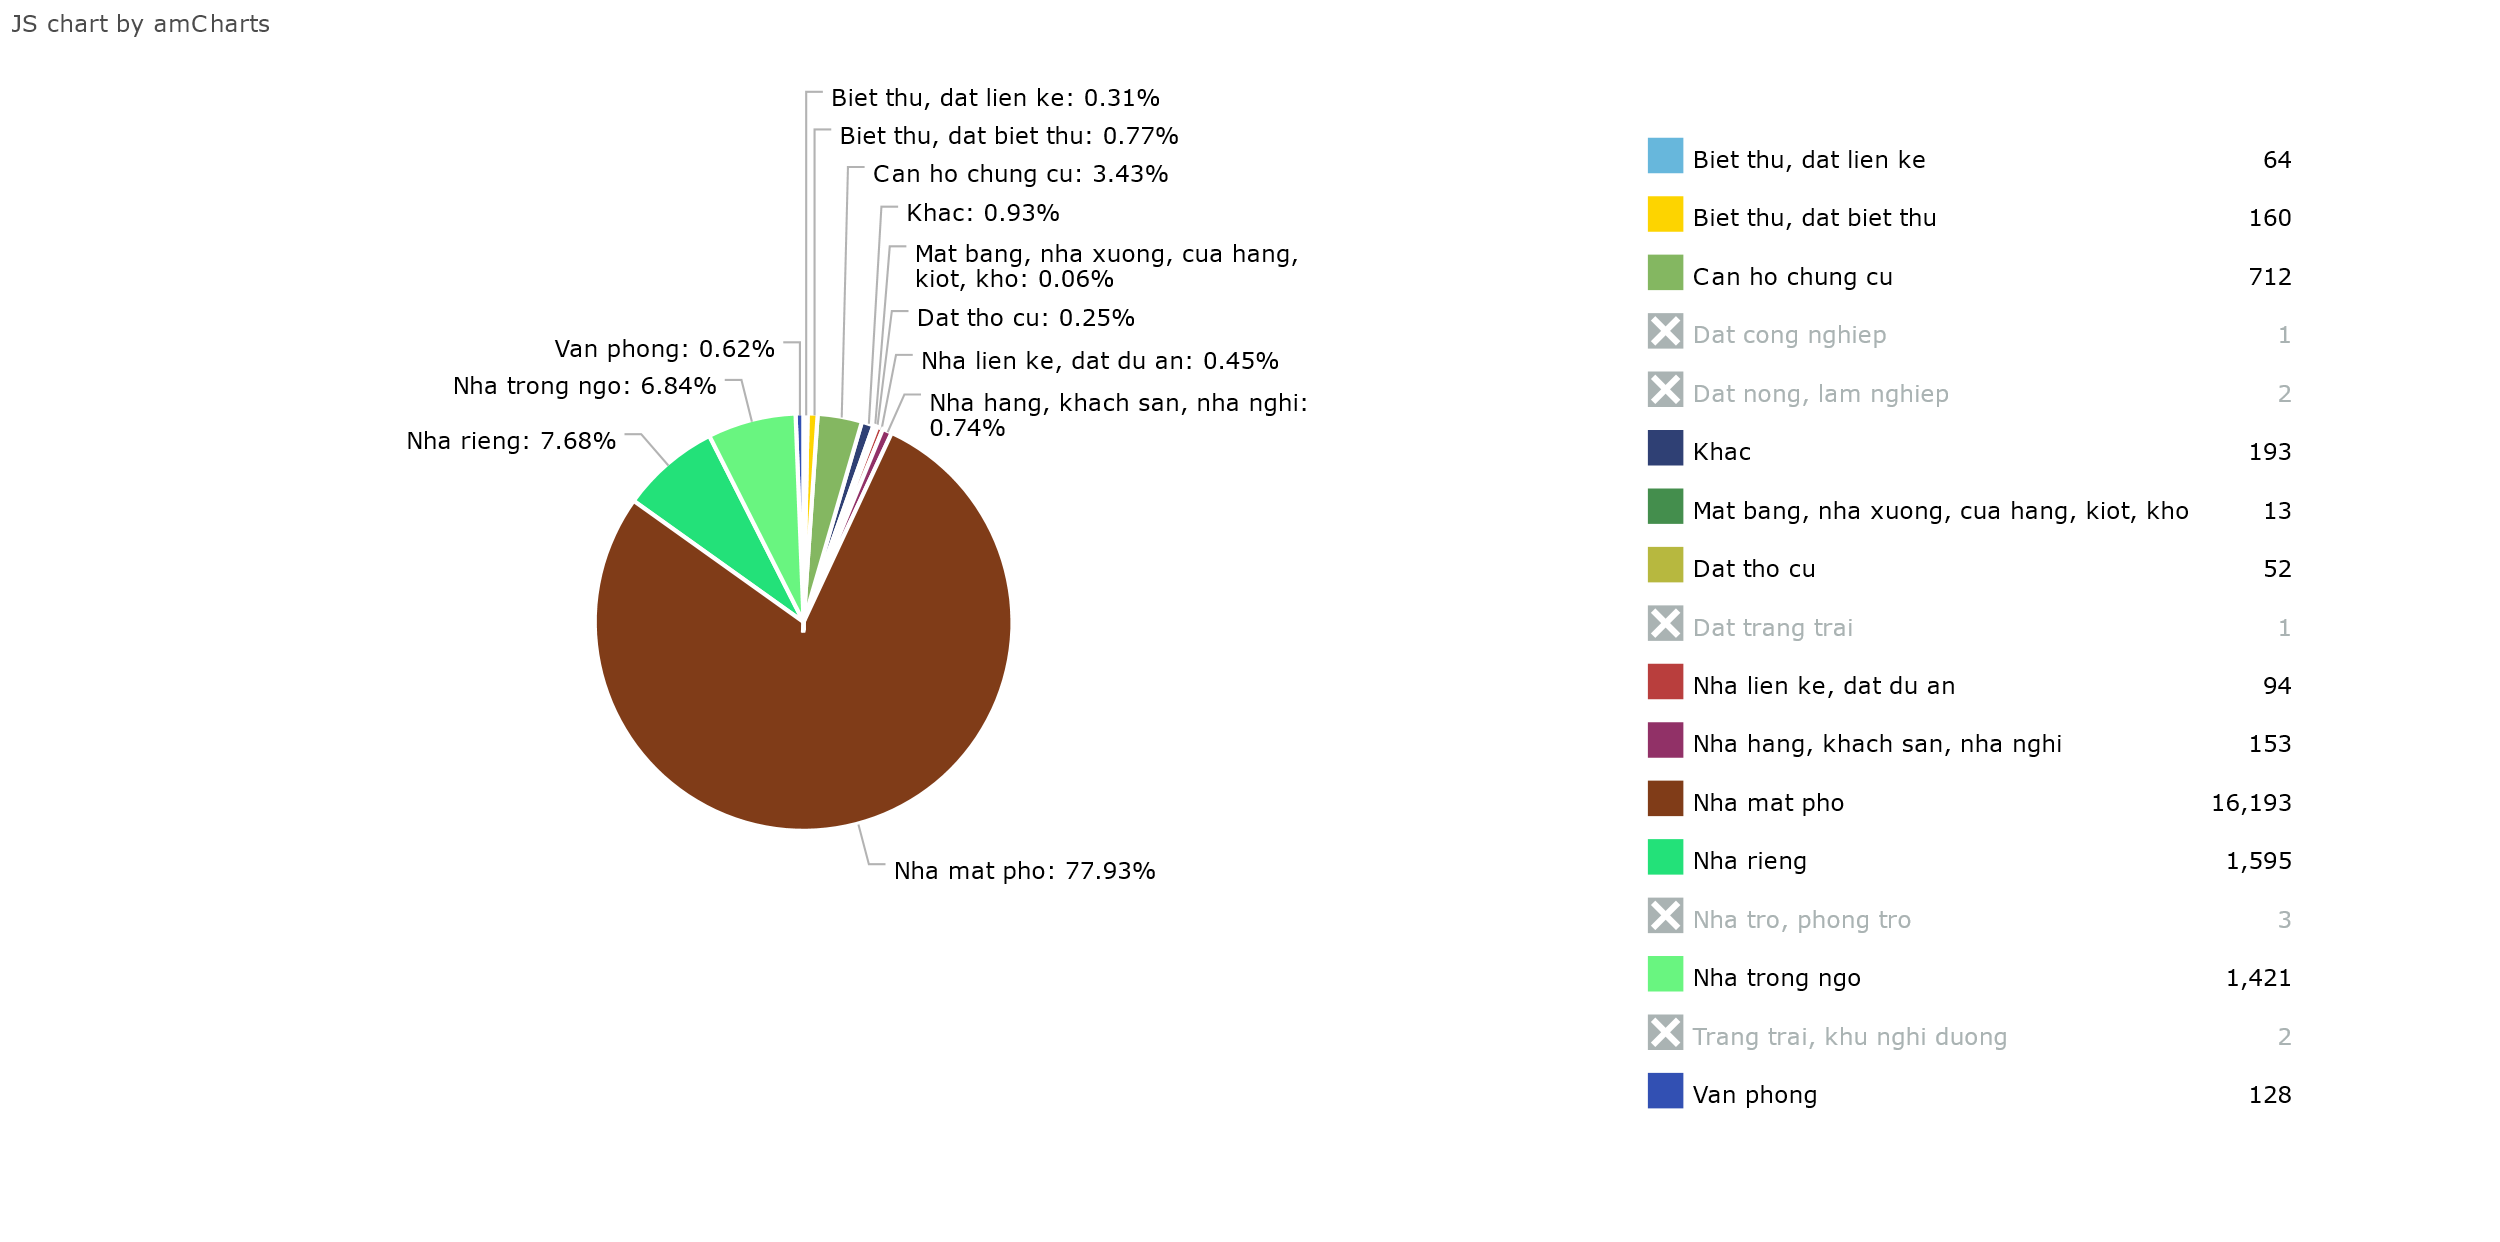 JS chart by amCharts
Biet thu, dat lien ke: 0.31%
Biet thu, dat biet thu: 0.77%
Can ho chung cu: 3.43%
Khac: 0.93%
Mat bang, nha xuong, cua hang,
kiot, kho: 0.06%
Dat tho cu: 0.25%
Nha lien ke, dat du an: 0.45%
Nha hang, khach san, nha nghi:
0.74%
Van phong: 0.62%
Nha trong ngo: 6.84%
Nha rieng: 7.68%
Nha mat pho: 77.93%
Biet thu, dat lien ke 64
Biet thu, dat biet thu 160
Can ho chung cu 712
Dat cong nghiep 1
Dat nong, lam nghiep 2
Khac 193
Mat bang, nha xuong, cua hang, kiot, kho 13
Dat tho cu 52
Dat trang trai 1
Nha lien ke, dat du an 94
Nha hang, khach san, nha nghi 153
Nha mat pho 16,193
Nha rieng 1,595
Nha tro, phong tro 3
Nha trong ngo 1,421
Trang trai, khu nghi duong 2
Van phong 128